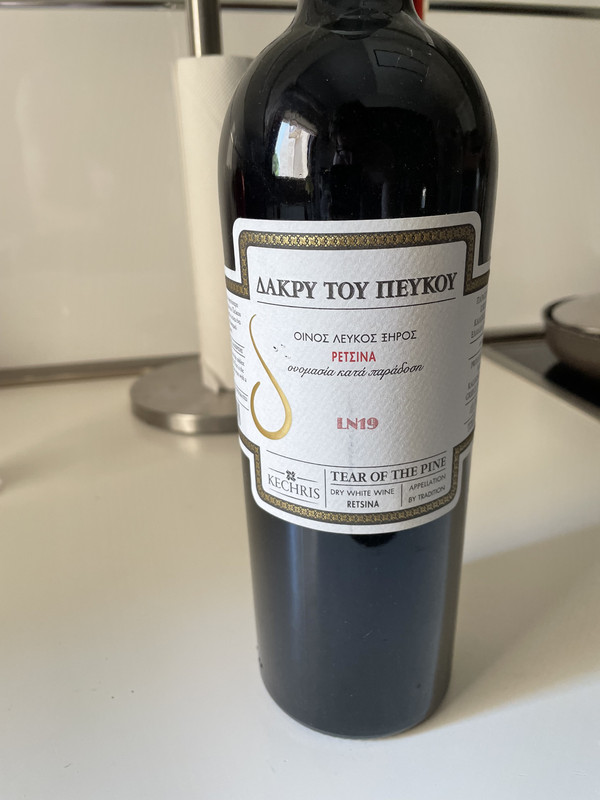 ΔΑΚΡΥ ΤΟΥ ΠΕΥΚΟΥ
ΟΙΝΟΣ ΛΕΥΚΟΣ ΞΗΡΟΣ
ΡΕΤΣΙΝΑ
ονομασία κατά παράδοση
LN19
KECHRIS
TEAR OF THE PINE
DRY WHITE WINE
RETSINA
APPELLATION
BY TRADITION